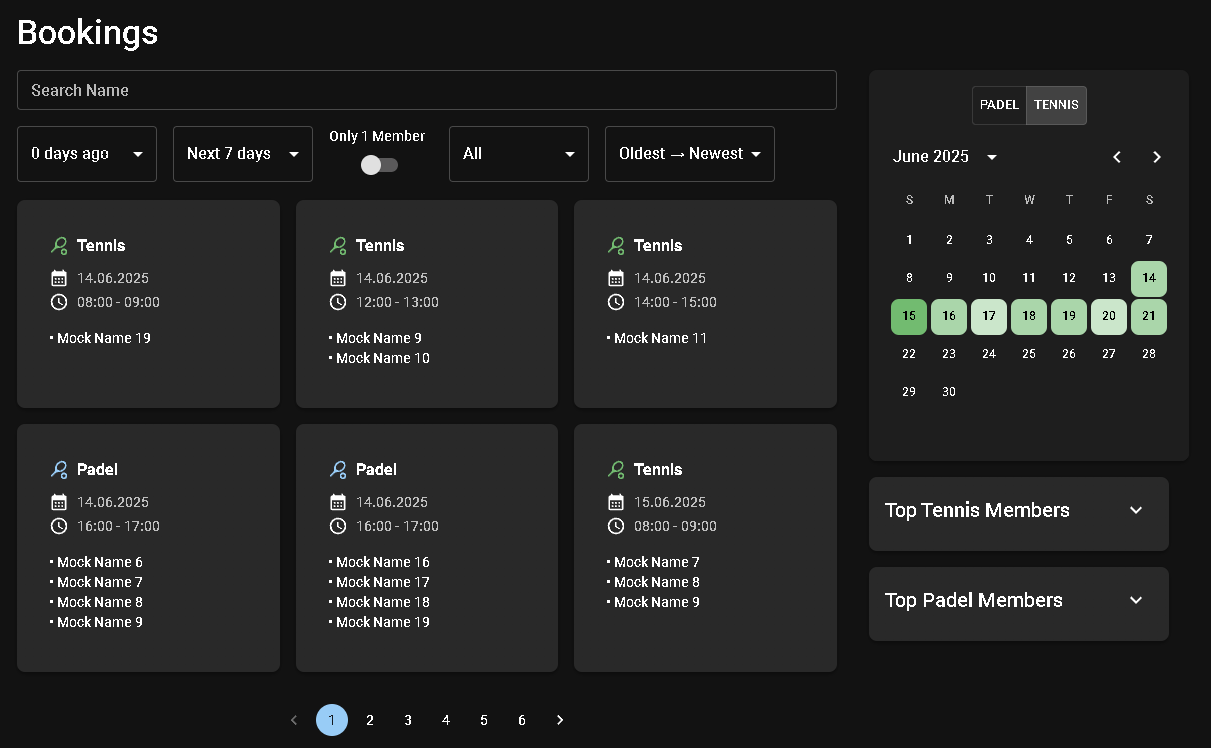 Bookings
Search Name
0 days ago
Next 7 days
Only 1 Member
All
Oldest → Newest
Tennis
14.06.2025
08:00 - 09:00
• Mock Name 19
Tennis
14.06.2025
12:00 - 13:00
• Mock Name 9
• Mock Name 10
Tennis
14.06.2025
14:00 - 15:00
• Mock Name 11
Padel
14.06.2025
16:00 - 17:00
• Mock Name 6
• Mock Name 7
• Mock Name 8
• Mock Name 9
Padel
14.06.2025
16:00 - 17:00
• Mock Name 16
• Mock Name 17
• Mock Name 18
• Mock Name 19
Tennis
15.06.2025
08:00 - 09:00
• Mock Name 7
• Mock Name 8
• Mock Name 9
1 2 3 4 5 6
PADEL TENNIS
June 2025
S M T W T F S
1 2 3 4 5 6 7
8 9 10 11 12 13 14
15 16 17 18 19 20 21
22 23 24 25 26 27 28
29 30
Top Tennis Members
Top Padel Members